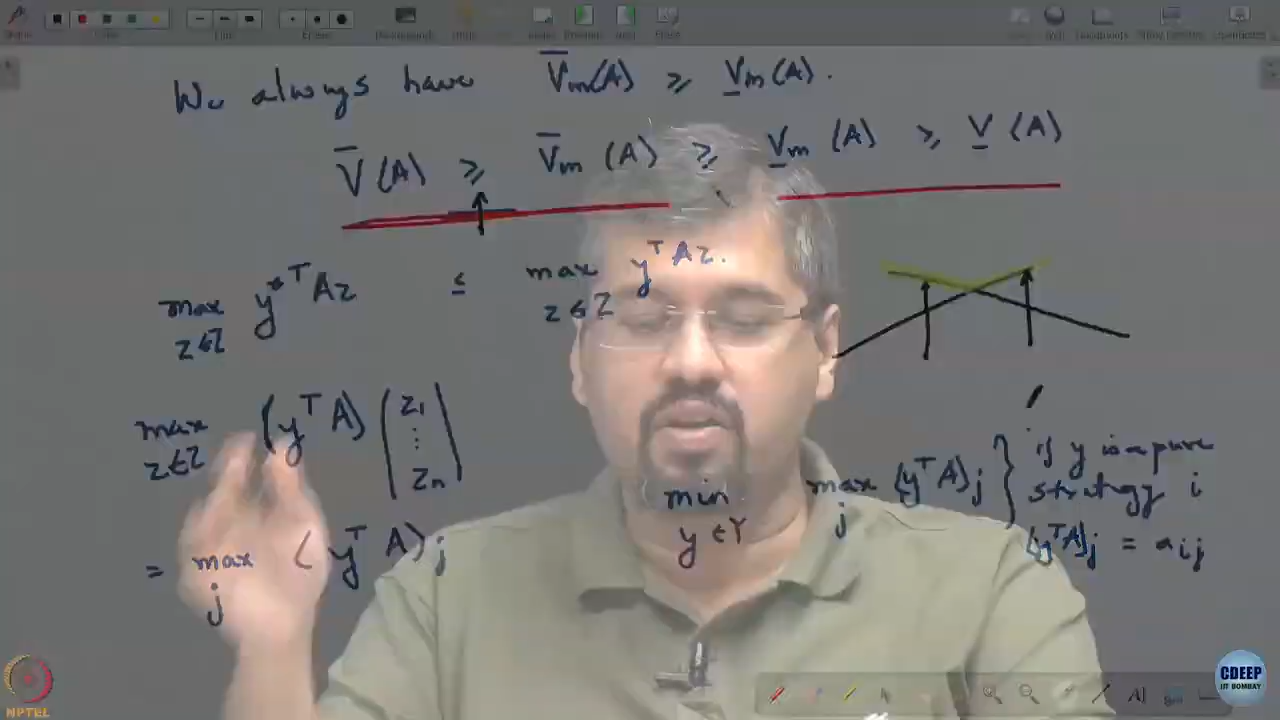 We always have V̅m(A) ≥ V̲m(A).
V̅(A) ≥ V̅m(A) ≥ V̲m(A) ≥ V̲(A)
max z∈Z y*ᵀAz ≤ max z∈Z yᵀAz.
max z∈Z (yᵀA) (z₁ ⋮ zₙ)
= max j (yᵀA)j
min y∈Y max j (yᵀA)j } if y is a pure
strategy i
(yᵀA)j = aij
NPTEL
CDEEP
IIT BOMBAY